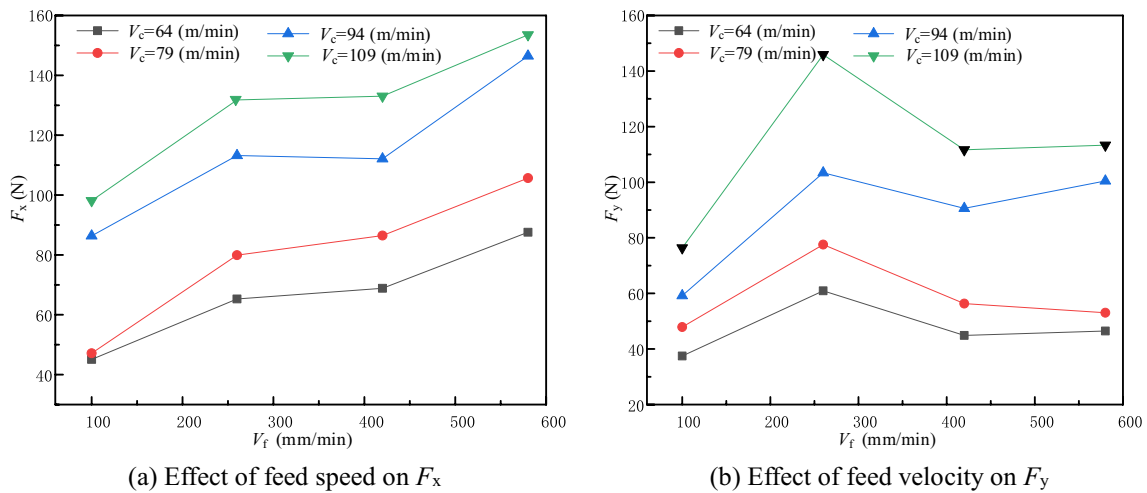 160
140
120
100
80
60
40
100
200
300
400
500
600
Fx (N)
Vf (mm/min)
Vc=64 (m/min)
Vc=79 (m/min)
Vc=94 (m/min)
Vc=109 (m/min)
(a) Effect of feed speed on Fx
160
140
120
100
80
60
40
20
100
200
300
400
500
600
Fy (N)
Vf (mm/min)
Vc=64 (m/min)
Vc=79 (m/min)
Vc=94 (m/min)
Vc=109 (m/min)
(b) Effect of feed velocity on Fy